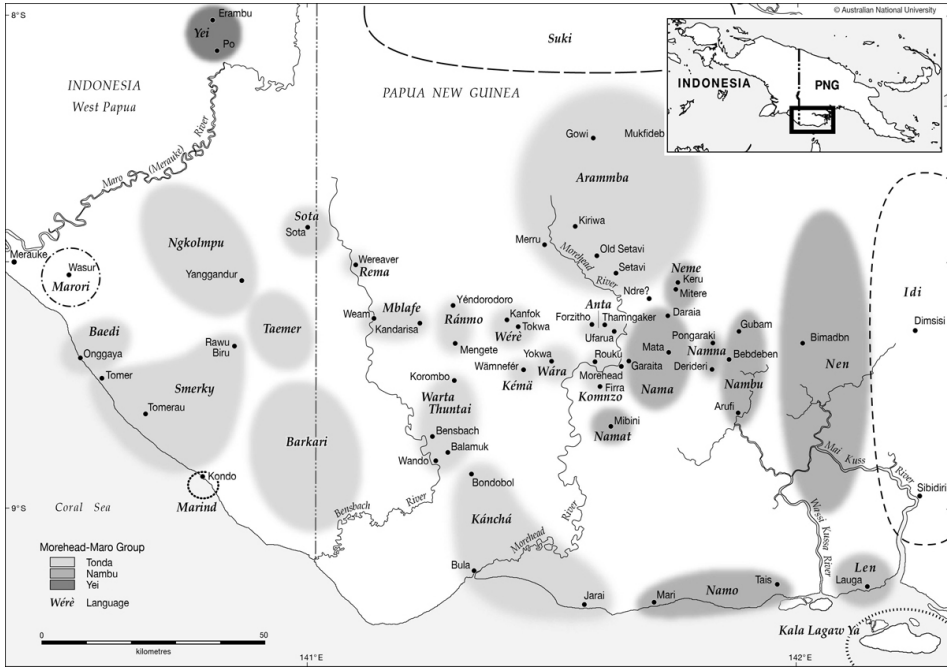 8°S
© Australian National University
Erambu
Yei
Po
Suki
INDONESIA
West Papua
PAPUA NEW GUINEA
INDONESIA
PNG
Maro (Merauke) River
Gowi
Mukfideb
Arammba
Kiriwa
Merru
Old Setavi
Morehead River
Setavi
Sota
Sota
Ngkolmpu
Yanggandur
Merauke
Wasur
Marori
Wereaver
Rema
Neme
Keru
Mitere
Ndre?
Idi
Dimsisi
Baedi
Onggaya
Taemer
Rawu
Biru
Weam
Mblafe
Kandarisa
Yéndorodoro
Ránmo
Mengete
Kanfok
Wérè
Tokwa
Anta
Forzitho
Thamngaker
Ufarua
Daraia
Pongaraki
Gubam
Bimadbn
Tomer
Smerky
Tomerau
Yokwa
Wámnefér
Wára
Kémä
Rouku
Morehead
Mata
Garaita
Nanna
Derideri
Bebdeben
Nambu
Nen
Korombo
Warta
Thuntai
Komnzo
Firra
Nama
Arufi
Barkari
Bensbach
Balamuk
Wando
Mibini
Namat
Mai Kuss River
Kondo
Marind
Bondobol
Sibidiri
Coral Sea
9°S
Bensbach River
Káncha
Morehead River
Wassi Kussa River
Morehead-Maro Group
Tonda
Nambu
Yei
Wérè Language
Bula
Jarai
Mari
Namo
Tais
Len
Lauga
Kala Lagaw Ya
0 50
kilometres
141°E
142°E